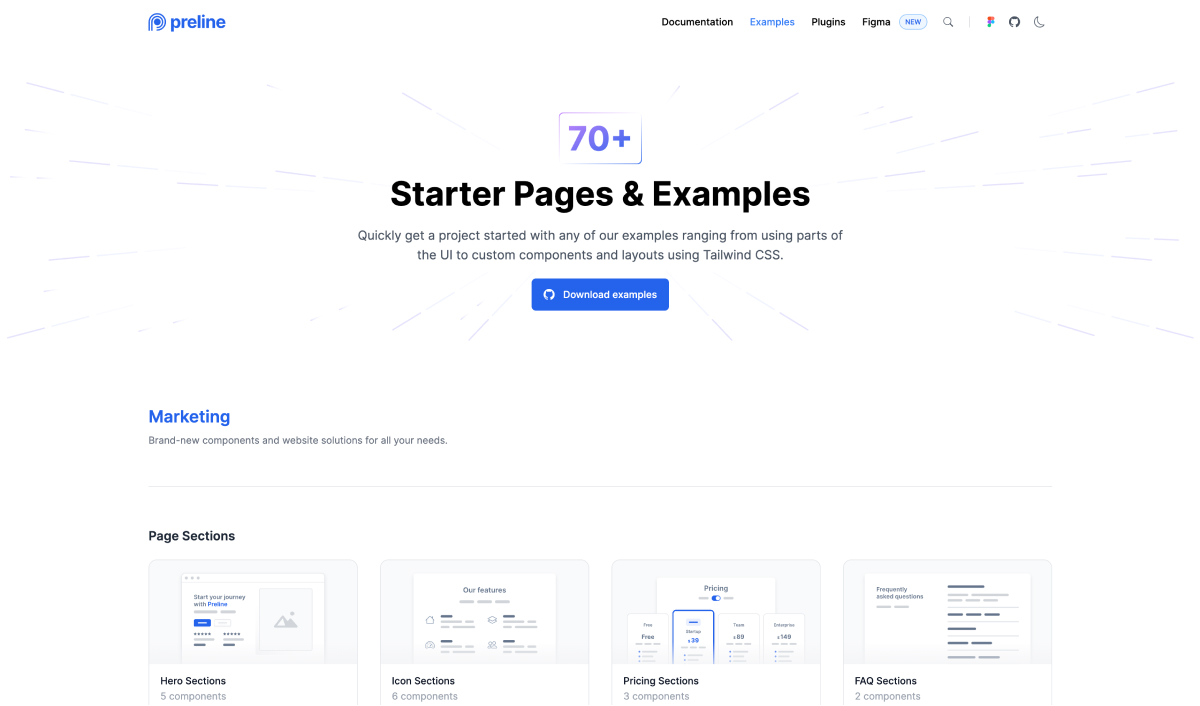 preline
Documentation Examples Plugins Figma NEW
70+
Starter Pages & Examples
Quickly get a project started with any of our examples ranging from using parts of
the UI to custom components and layouts using Tailwind CSS.
Download examples
Marketing
Brand-new components and website solutions for all your needs.
Page Sections
Start your journey
with Preline
Our features
Pricing
Free
Free
Startup
$39
Team
$89
Enterprise
$149
Frequently
asked questions
Hero Sections
5 components
Icon Sections
6 components
Pricing Sections
3 components
FAQ Sections
2 components